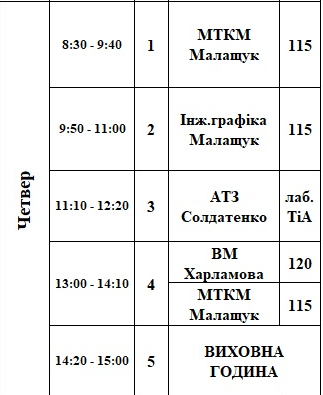 Четвер
8:30 - 9:40 1 МТКМ Малащук 115
9:50 - 11:00 2 Інж.графіка Малащук 115
11:10 - 12:20 3 АТЗ Солдатенко лаб. ТіА
13:00 - 14:10 4 ВМ Харламова 120
МТКМ Малащук 115
14:20 - 15:00 5 ВИХОВНА ГОДИНА